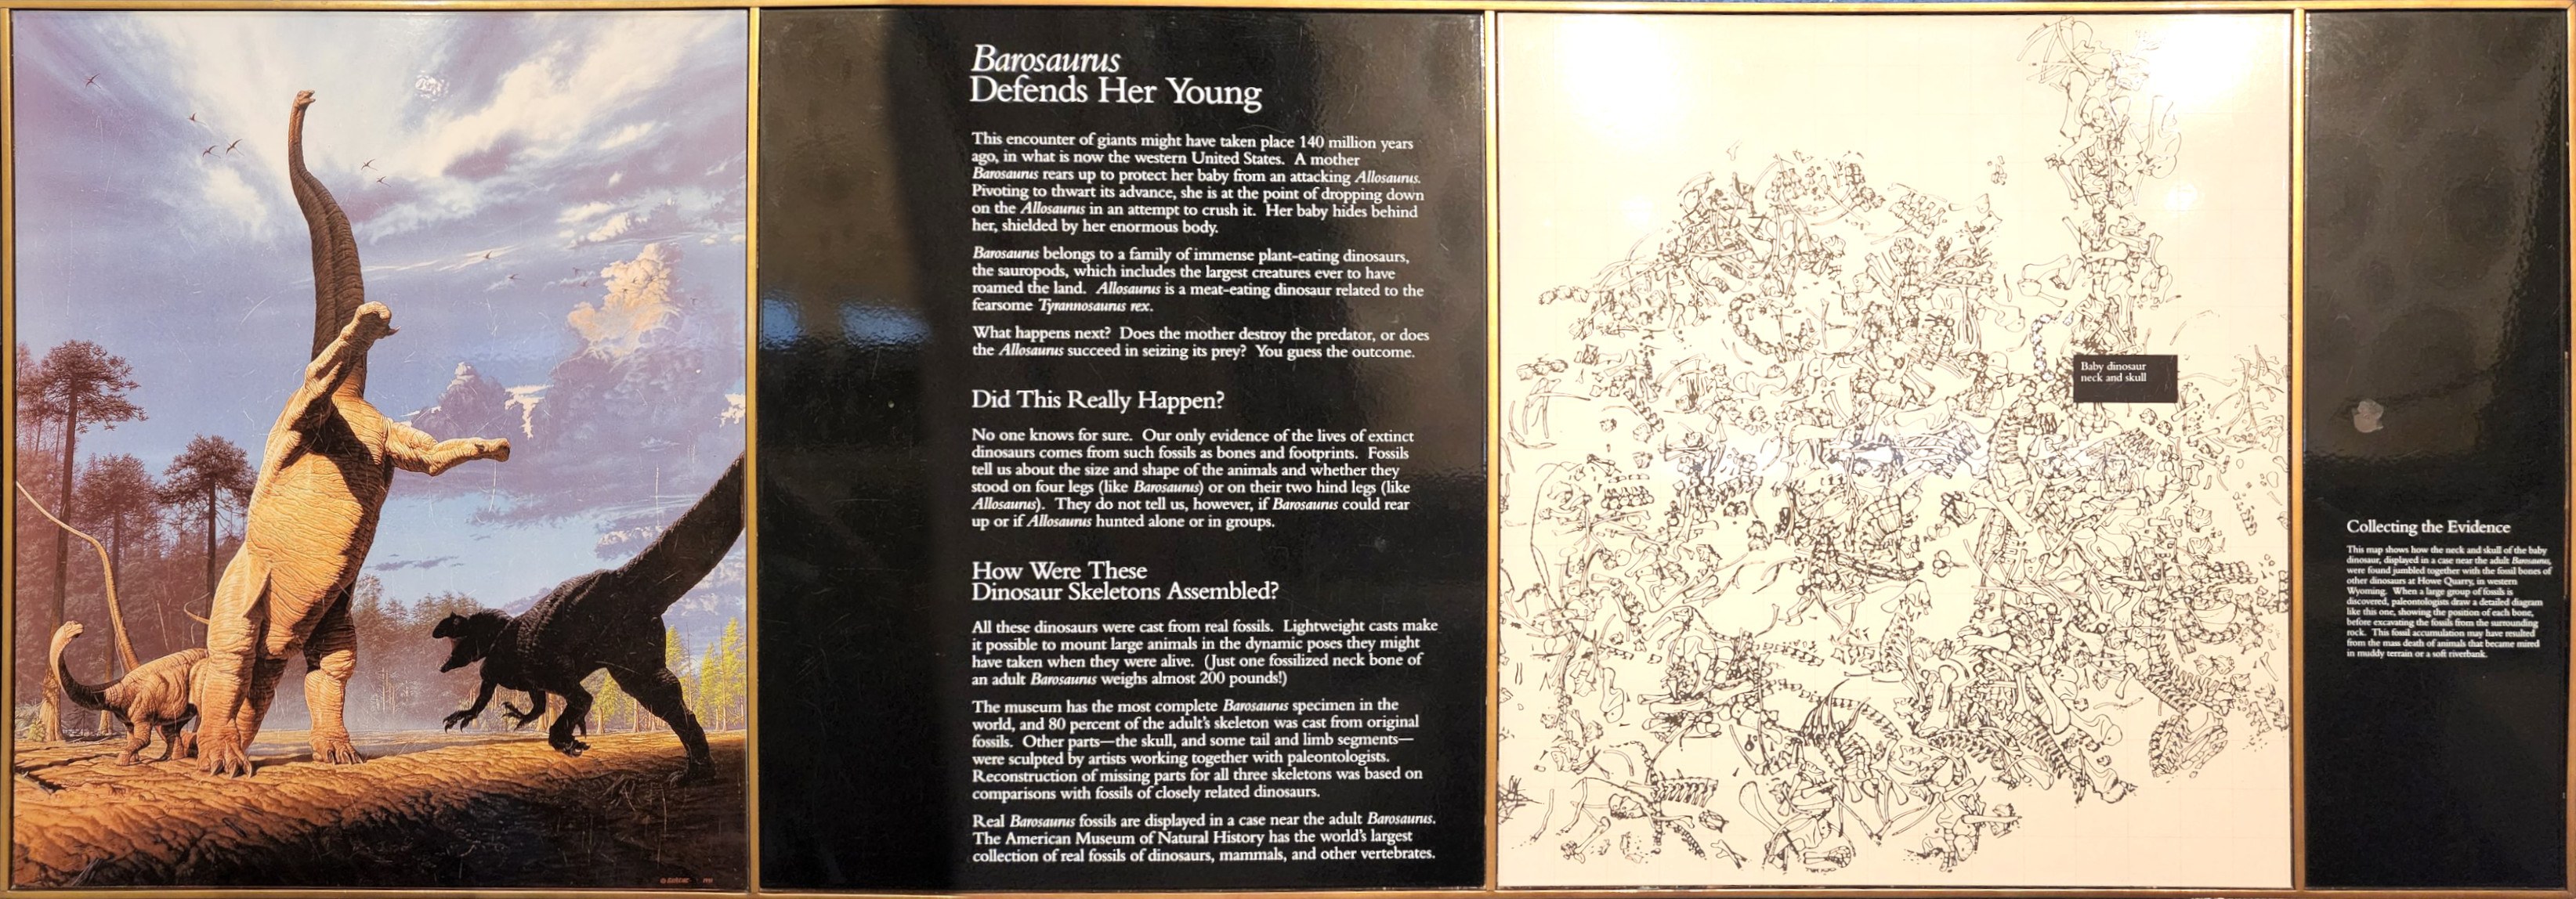 Barosaurus
Defends Her Young
This encounter of giants might have taken place 140 million years
ago, in what is now the western United States. A mother
Barosaurus rears up to protect her baby from an attacking Allosaurus.
Pivoting to thwart its advance, she is at the point of dropping down
on the Allosaurus in an attempt to crush it. Her baby hides behind
her, shielded by her enormous body.
Barosaurus belongs to a family of immense plant-eating dinosaurs,
the sauropods, which includes the largest creatures ever to have
roamed the land. Allosaurus is a meat-eating dinosaur related to the
fearsome Tyrannosaurus rex.
What happens next? Does the mother destroy the predator, or does
the Allosaurus succeed in seizing its prey? You guess the outcome.
Did This Really Happen?
No one knows for sure. Our only evidence of the lives of extinct
dinosaurs comes from such fossils as bones and footprints. Fossils
tell us about the size and shape of the animals and whether they
stood on four legs (like Barosaurus) or on their two hind legs (like
Allosaurus). They do not tell us, however, if Barosaurus could rear
up or if Allosaurus hunted alone or in groups.
How Were These
Dinosaur Skeletons Assembled?
All these dinosaurs were cast from real fossils. Lightweight casts make
it possible to mount large animals in the dynamic poses they might
have taken when they were alive. (Just one fossilized neck bone of
an adult Barosaurus weighs almost 200 pounds!)
The museum has the most complete Barosaurus specimen in the
world, and 80 percent of the adult's skeleton was cast from original
fossils. Other parts—the skull, and some tail and limb segments—
were sculpted by artists working together with paleontologists.
Reconstruction of missing parts for all three skeletons was based on
comparisons with fossils of closely related dinosaurs.
Real Barosaurus fossils are displayed in a case near the adult Barosaurus.
The American Museum of Natural History has the world's largest
collection of real fossils of dinosaurs, mammals, and other vertebrates.
Baby dinosaur
neck and skull
Collecting the Evidence
This map shows how the neck and skull of the baby
dinosaur, displayed in a case near the adult Barosaurus,
were found jumbled together with the fossil bones of
other dinosaurs at Howe Quarry, in western
Wyoming. When a large group of fossils is
discovered, paleontologists draw a detailed diagram
like this one, showing the position of each bone,
before excavating the fossils from the surrounding
rock. This fossil accumulation may have resulted
from the mass death of animals that became mired
in muddy terrain or a soft riverbank.